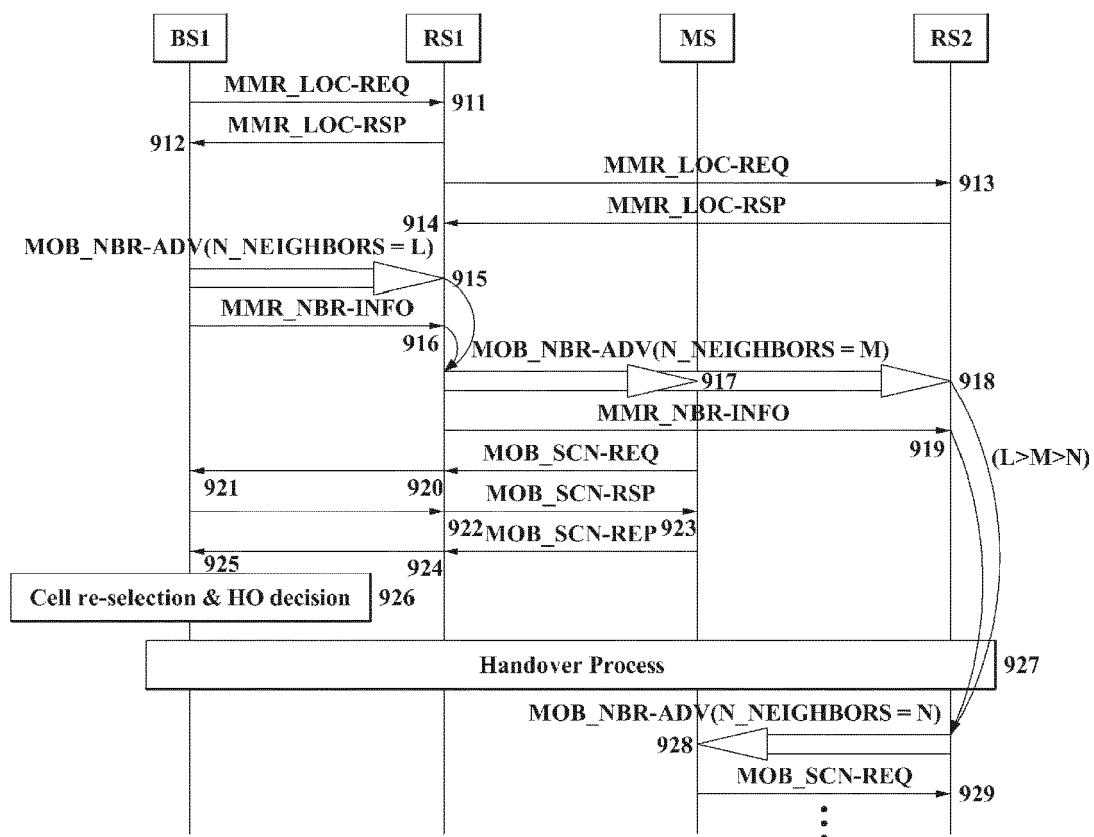 BS1 RS1 MS RS2
MMR_LOC-REQ 911
912 MMR_LOC-RSP
MMR_LOC-REQ 913
914 MMR_LOC-RSP
MOB_NBR-ADV(N_NEIGHBORS = L) 915
MMR_NBR-INFO
916
MOB_NBR-ADV(N_NEIGHBORS = M)
917 918
MMR_NBR-INFO 919
MOB_SCN-REQ (L>M>N)
921 920
MOB_SCN-RSP
922 923
MOB_SCN-REP
925 924
Cell re-selection & HO decision 926
Handover Process 927
MOB_NBR-ADV(N_NEIGHBORS = N)
928
MOB_SCN-REQ 929